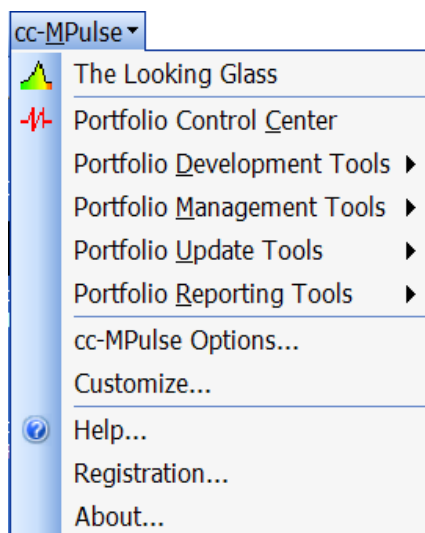 cc-MPulse
The Looking Glass
Portfolio Control Center
Portfolio Development Tools
Portfolio Management Tools
Portfolio Update Tools
Portfolio Reporting Tools
cc-MPulse Options...
Customize...
Help...
Registration...
About...